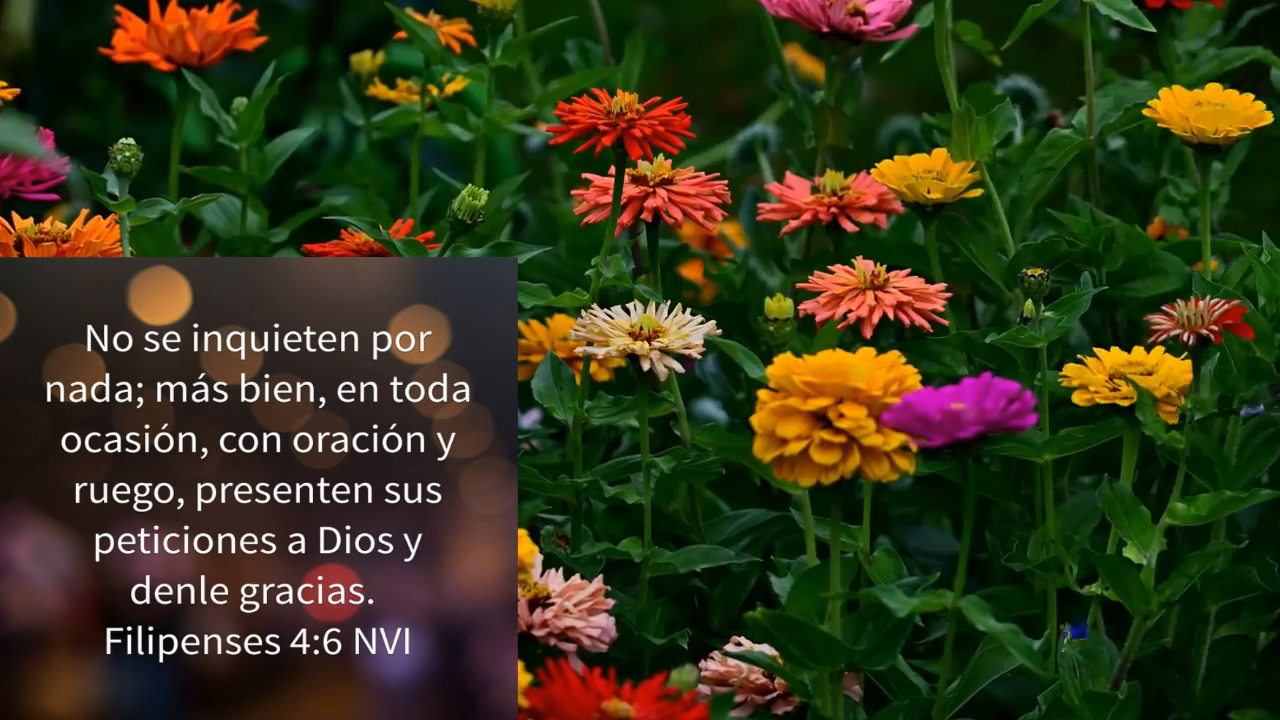 No se inquieten por
nada; más bien, en toda
ocasión, con oración y
ruego, presenten sus
peticiones a Dios y
denle gracias.
Filipenses 4:6 NVI